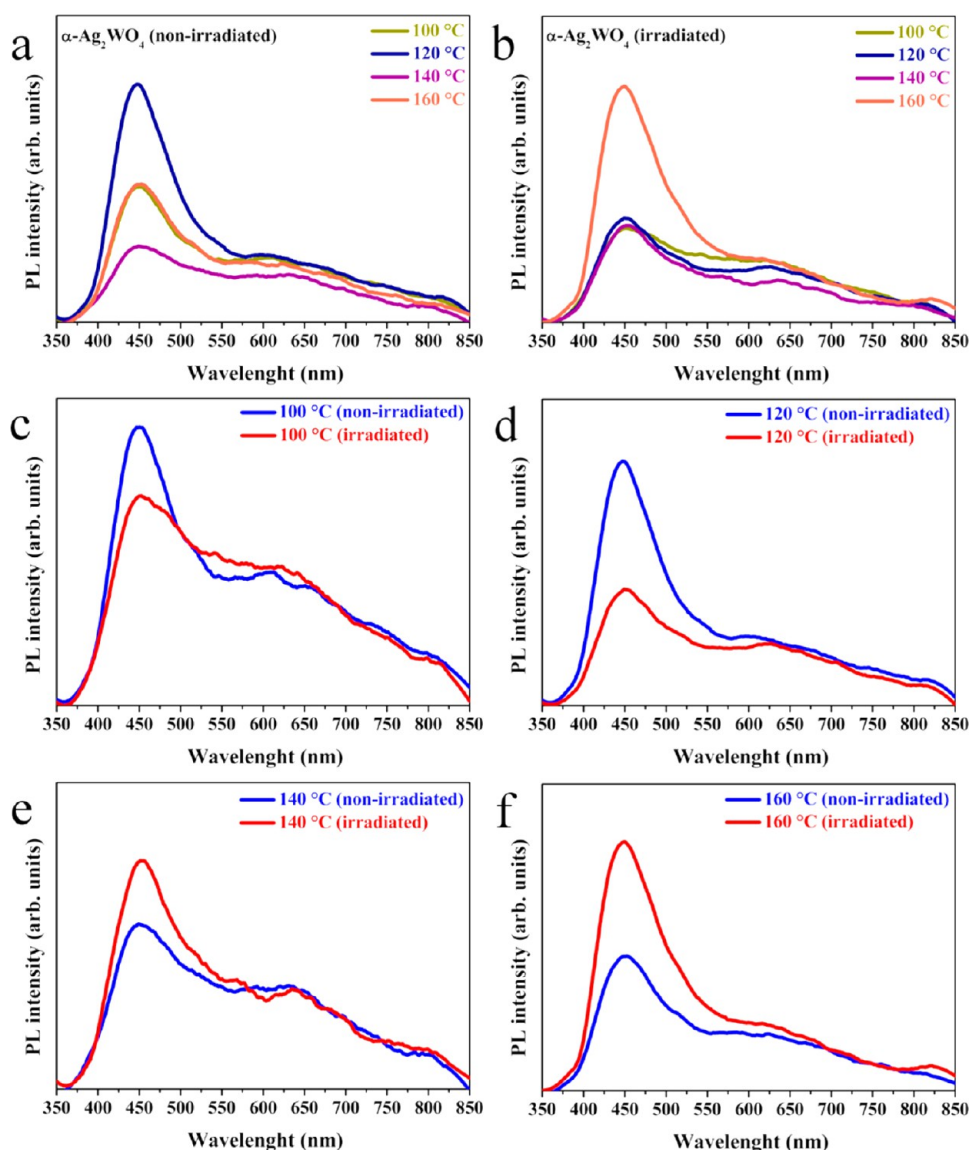 a
α-Ag₂WO₄ (non-irradiated)
100 °C
120 °C
140 °C
160 °C
PL intensity (arb. units)
350 400 450 500 550 600 650 700 750 800 850
Wavelenght (nm)
b
α-Ag₂WO₄ (irradiated)
100 °C
120 °C
140 °C
160 °C
PL intensity (arb. units)
350 400 450 500 550 600 650 700 750 800 850
Wavelenght (nm)
c
100 °C (non-irradiated)
100 °C (irradiated)
PL intensity (arb. units)
350 400 450 500 550 600 650 700 750 800 850
Wavelenght (nm)
d
120 °C (non-irradiated)
120 °C (irradiated)
PL intensity (arb. units)
350 400 450 500 550 600 650 700 750 800 850
Wavelenght (nm)
e
140 °C (non-irradiated)
140 °C (irradiated)
PL intensity (arb. units)
350 400 450 500 550 600 650 700 750 800 850
Wavelenght (nm)
f
160 °C (non-irradiated)
160 °C (irradiated)
PL intensity (arb. units)
350 400 450 500 550 600 650 700 750 800 850
Wavelenght (nm)